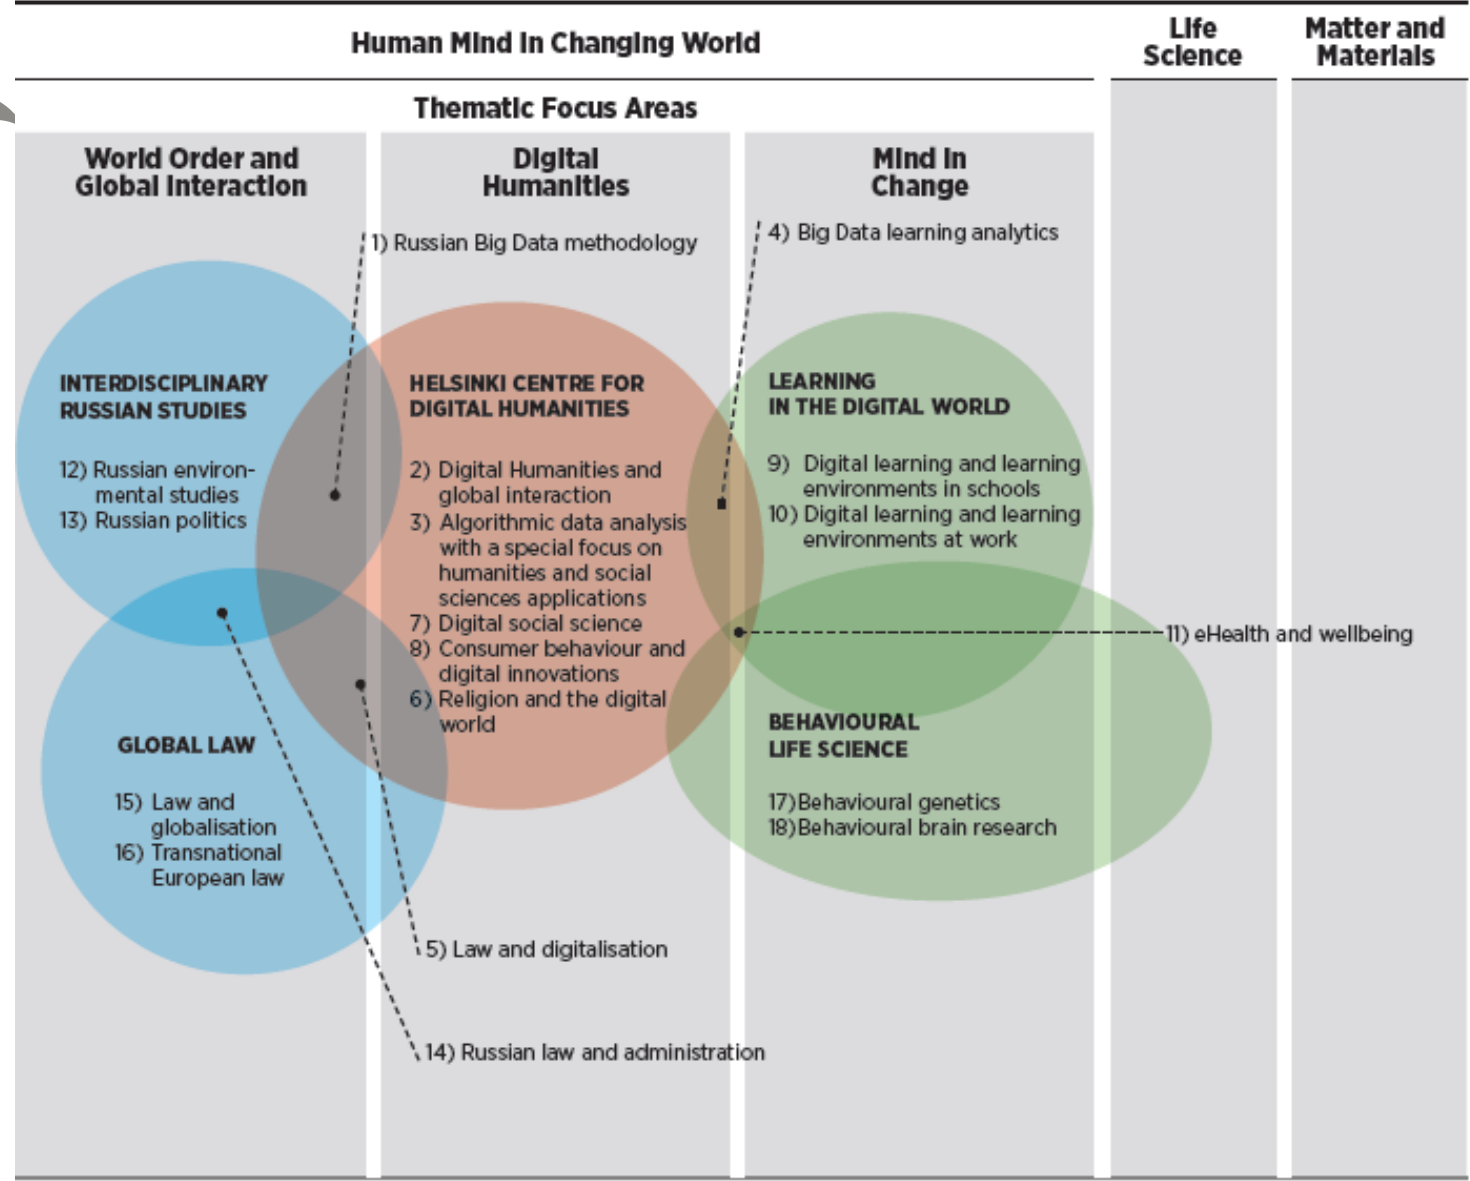 Human Mind in Changing World
Life
Science
Matter and
Materials
Thematic Focus Areas
World Order and
Global Interaction
Digital
Humanities
Mind in
Change
1) Russian Big Data methodology
4) Big Data learning analytics
INTERDISCIPLINARY
RUSSIAN STUDIES
12) Russian environ-
mental studies
13) Russian politics
HELSINKI CENTRE FOR
DIGITAL HUMANITIES
2) Digital Humanities and
global interaction
3) Algorithmic data analysis
with a special focus on
humanities and social
sciences applications
7) Digital social science
8) Consumer behaviour and
digital innovations
6) Religion and the digital
world
LEARNING
IN THE DIGITAL WORLD
9) Digital learning and learning
environments in schools
10) Digital learning and learning
environments at work
11) eHealth and wellbeing
GLOBAL LAW
15) Law and
globalisation
16) Transnational
European law
BEHAVIOURAL
LIFE SCIENCE
17)Behavioural genetics
18)Behavioural brain research
5) Law and digitalisation
14) Russian law and administration